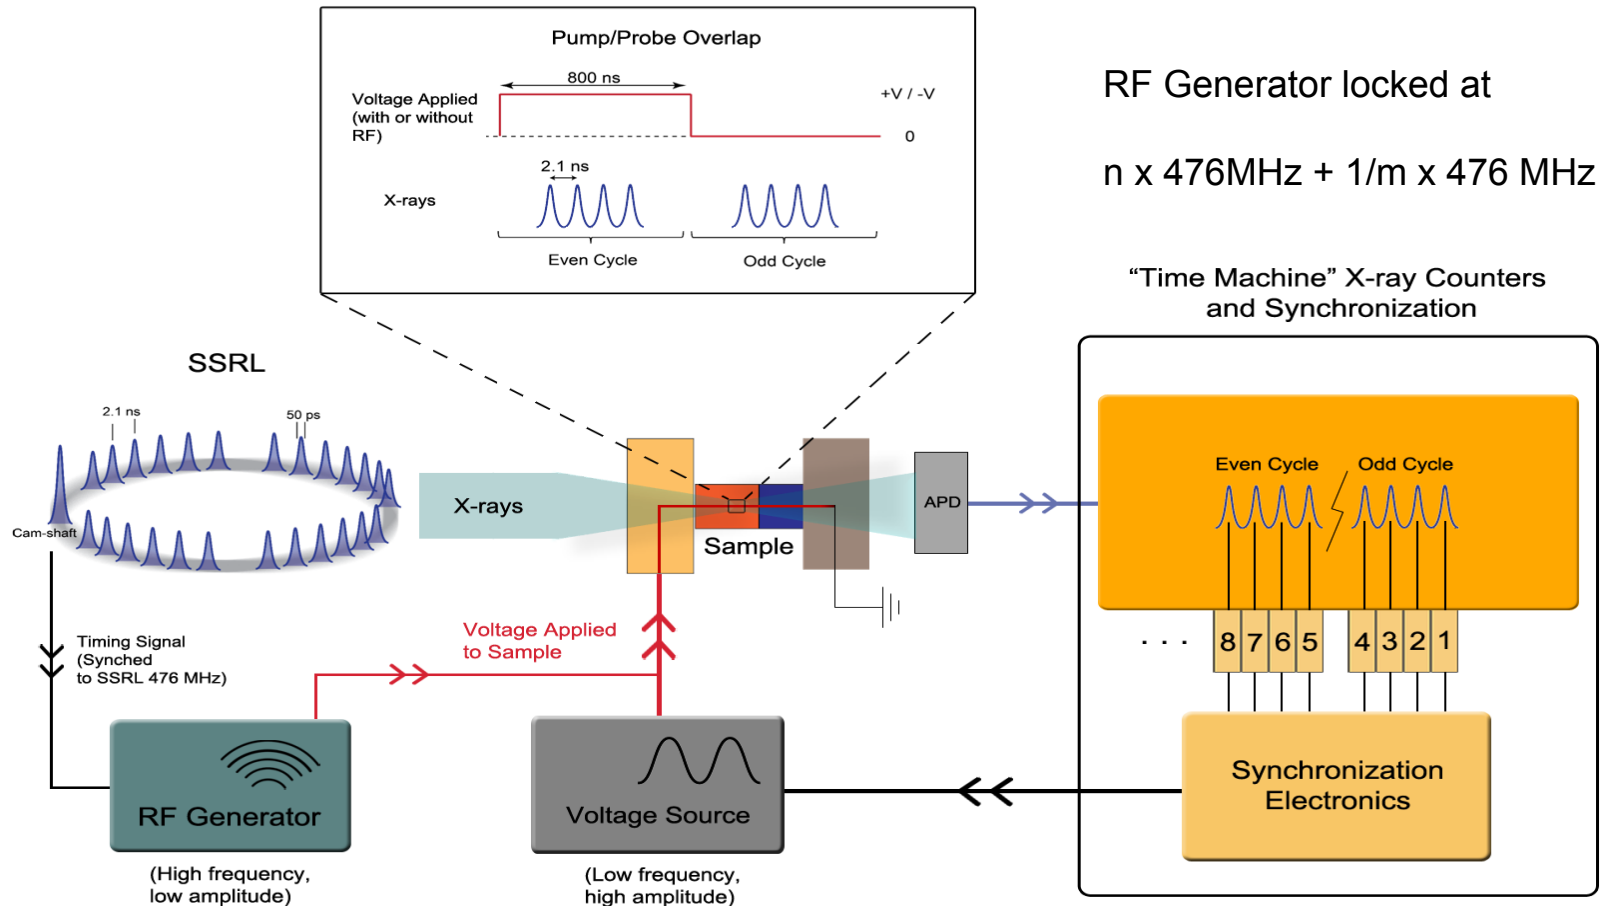 Pump/Probe Overlap
800 ns
Voltage Applied
(with or without
RF)
+V / -V
0
2.1 ns
X-rays
Even Cycle
Odd Cycle
RF Generator locked at
n x 476MHz + 1/m x 476 MHz
“Time Machine” X-ray Counters
and Synchronization
SSRL
2.1 ns
50 ps
Cam-shaft
X-rays
Sample
APD
Even Cycle
Odd Cycle
. . .
8
7
6
5
4
3
2
1
Timing Signal
(Synched
to SSRL 476 MHz)
Voltage Applied
to Sample
RF Generator
(High frequency,
low amplitude)
Voltage Source
(Low frequency,
high amplitude)
Synchronization
Electronics